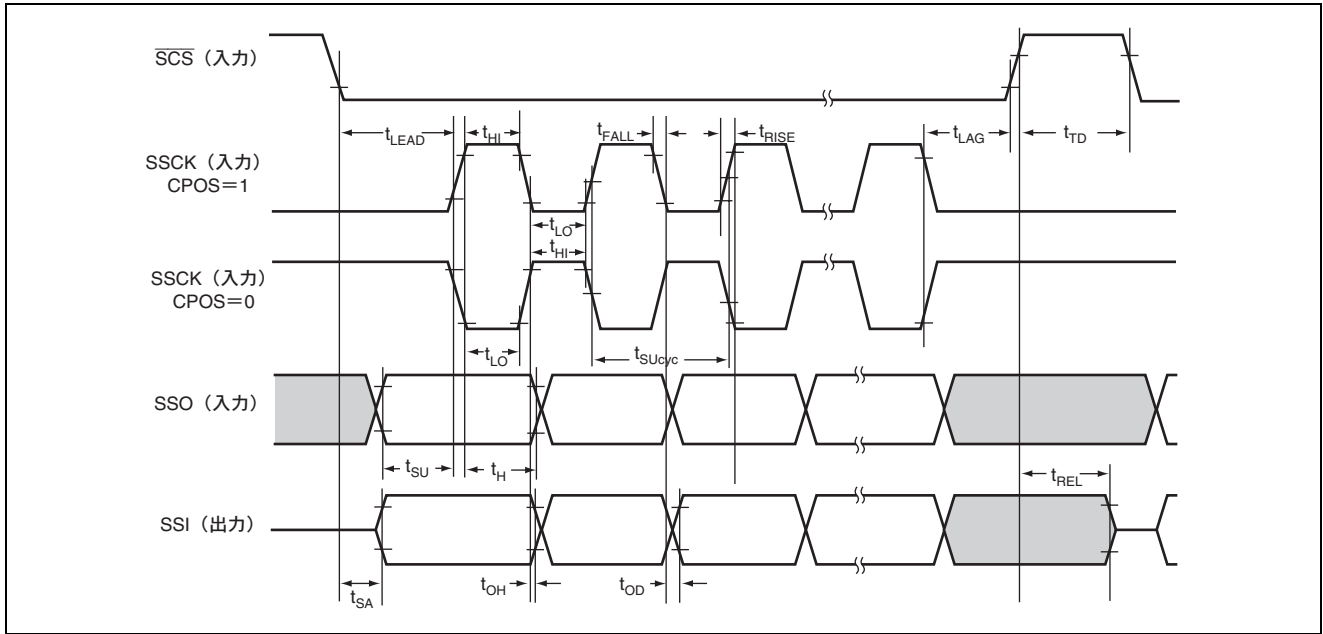 SCS（入力）
tLEAD
tHI
tFALL
tRISE
tLAG
tTD
SSCK（入力）
CPOS＝1
tLO
tHI
SSCK（入力）
CPOS＝0
tLO
tSUcyc
SSO（入力）
tSU
tH
tREL
SSI（出力）
tSA
tOH
tOD